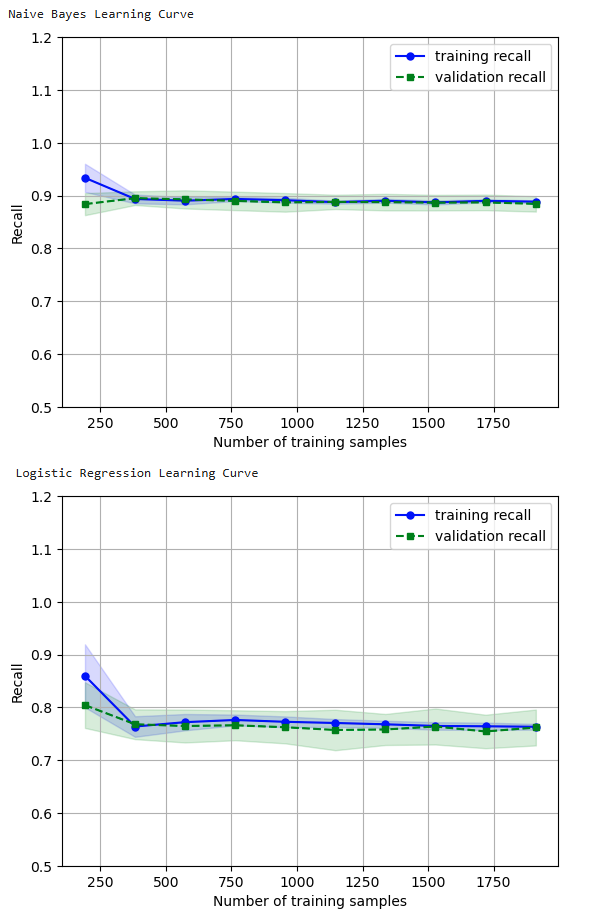 Naive Bayes Learning Curve
1.2
training recall
validation recall
1.1
1.0
0.9
Recall
0.8
0.7
0.6
0.5
250 500 750 1000 1250 1500 1750
Number of training samples
Logistic Regression Learning Curve
1.2
training recall
validation recall
1.1
1.0
0.9
Recall
0.8
0.7
0.6
0.5
250 500 750 1000 1250 1500 1750
Number of training samples